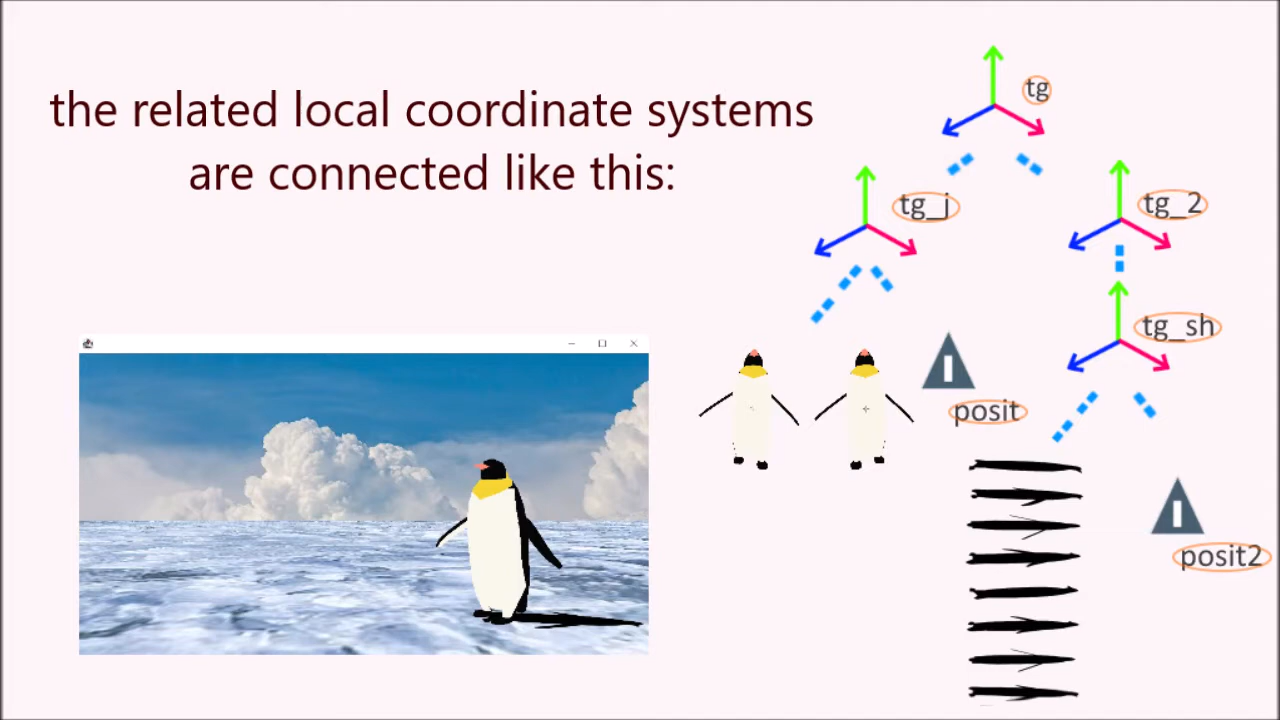 the related local coordinate systems
are connected like this:
tg
tg_j
tg_2
tg_sh
posit
posit2